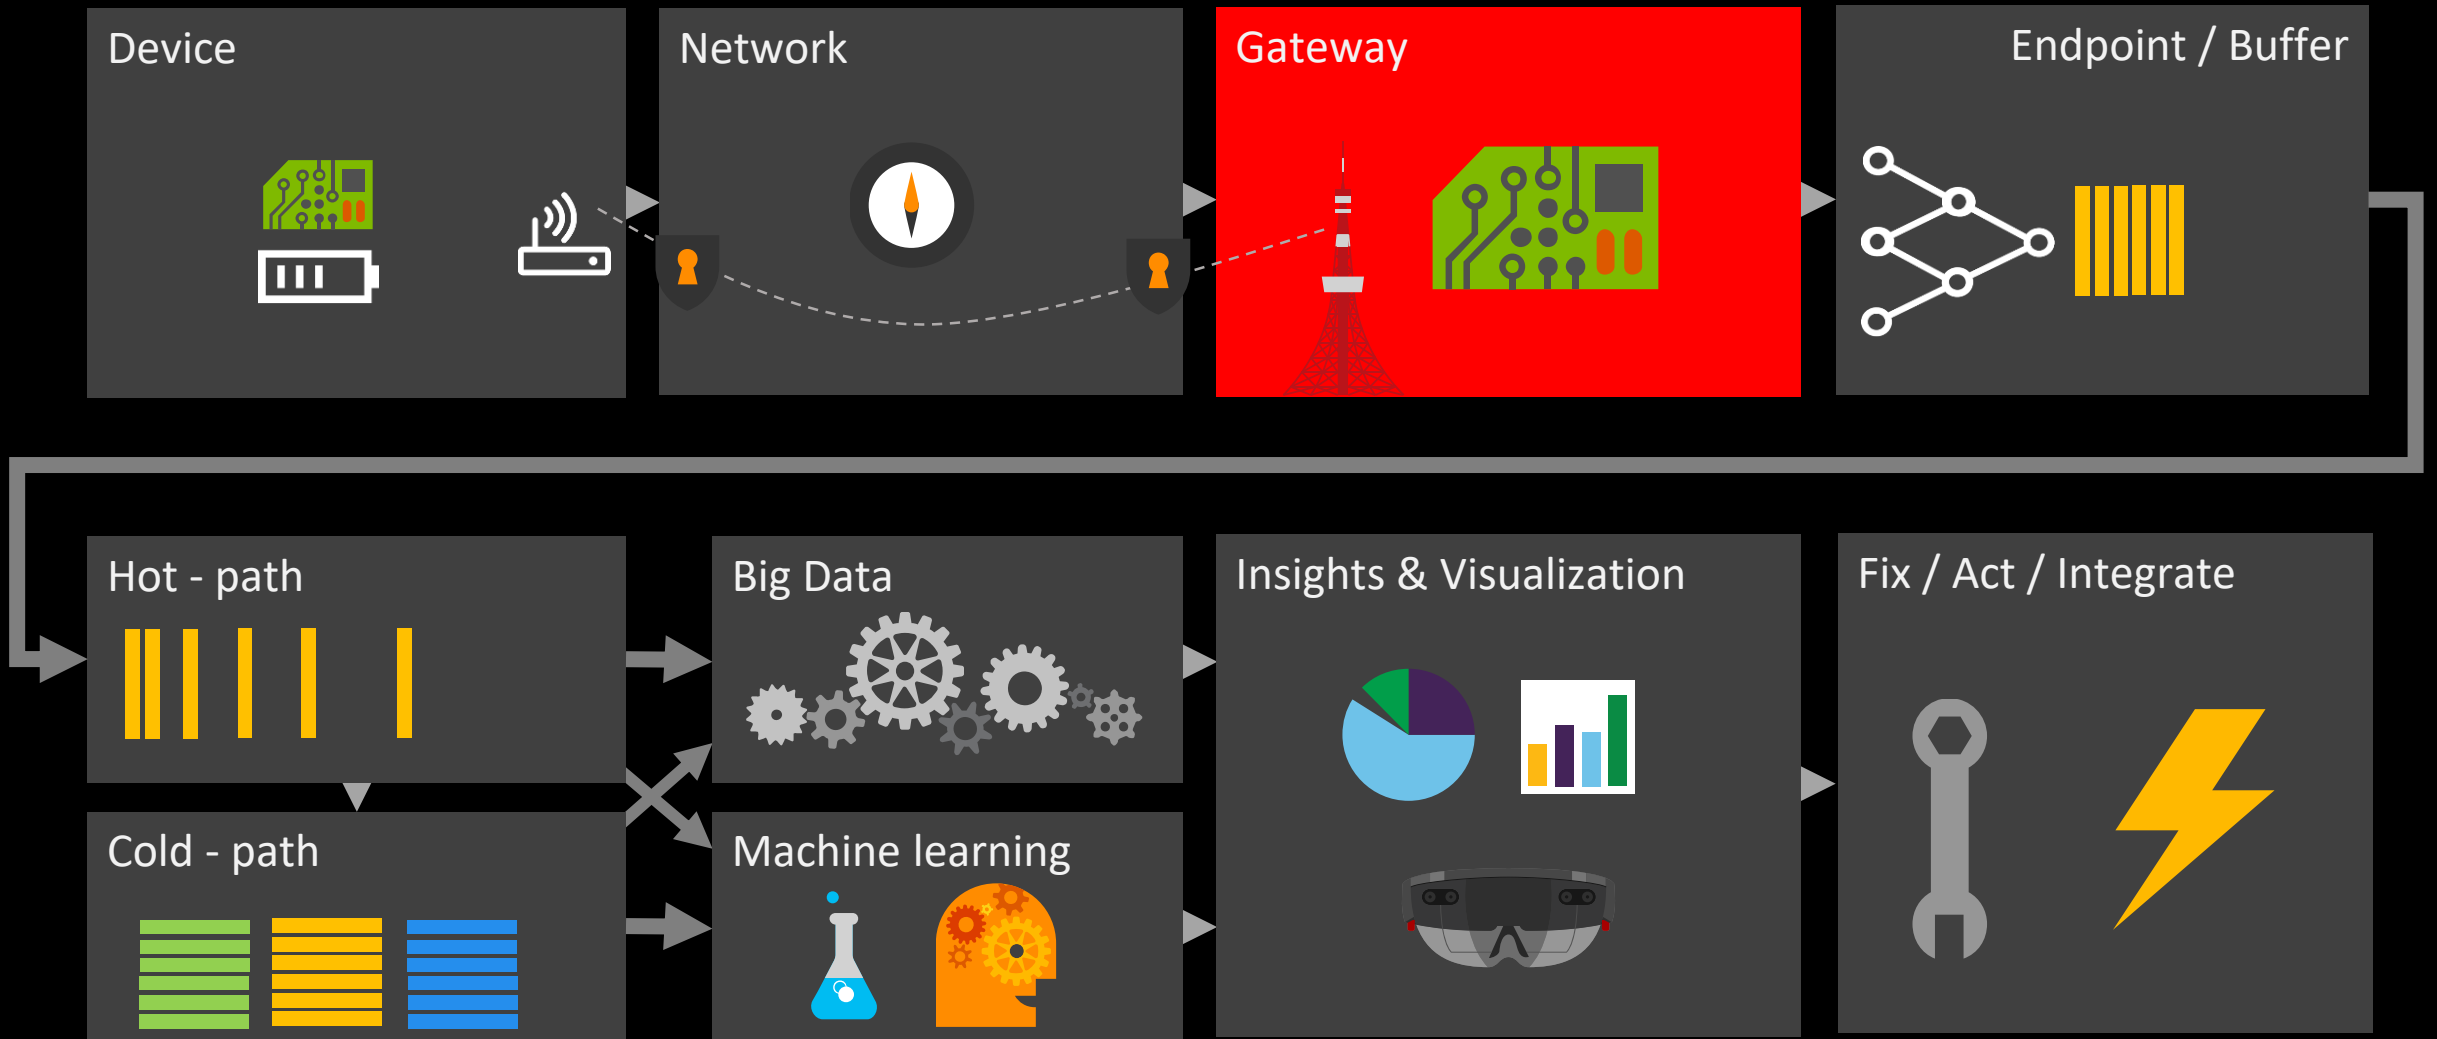 Device
Network
Gateway
Endpoint / Buffer
Hot - path
Big Data
Insights & Visualization
Fix / Act / Integrate
Cold - path
Machine learning